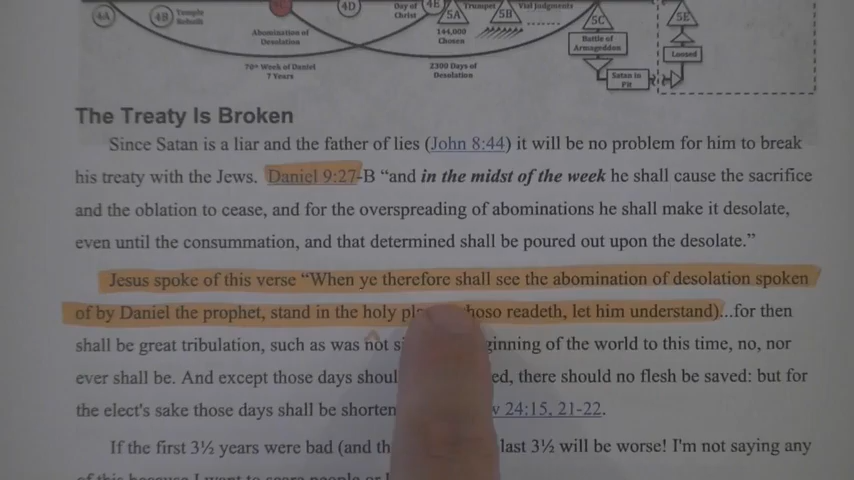 4A
4B
Temple
Rebuilt
4D
Day of
Christ
4E
5A
Trumpet
5B
Vial Judgments
5C
5E
Abomination of
Desolation
144,000
Chosen
Battle of
Armageddon
Loosed
70th Week of Daniel
7 Years
2300 Days of
Desolation
Satan in
Pit
The Treaty Is Broken
Since Satan is a liar and the father of lies (John 8:44) it will be no problem for him to break
his treaty with the Jews. Daniel 9:27-B “and in the midst of the week he shall cause the sacrifice
and the oblation to cease, and for the overspreading of abominations he shall make it desolate,
even until the consummation, and that determined shall be poured out upon the desolate.”
Jesus spoke of this verse “When ye therefore shall see the abomination of desolation spoken
of by Daniel the prophet, stand in the holy hoso readeth, let him understand)...for then
shall be great tribulation, such as was not ginning of the world to this time, no, nor
ever shall be. And except those days ed, there should no flesh be saved: but for
the elect's sake those days shall be 24:15, 21-22.
If the first 3½ years were bad (and last 3½ will be worse! I'm not saying any